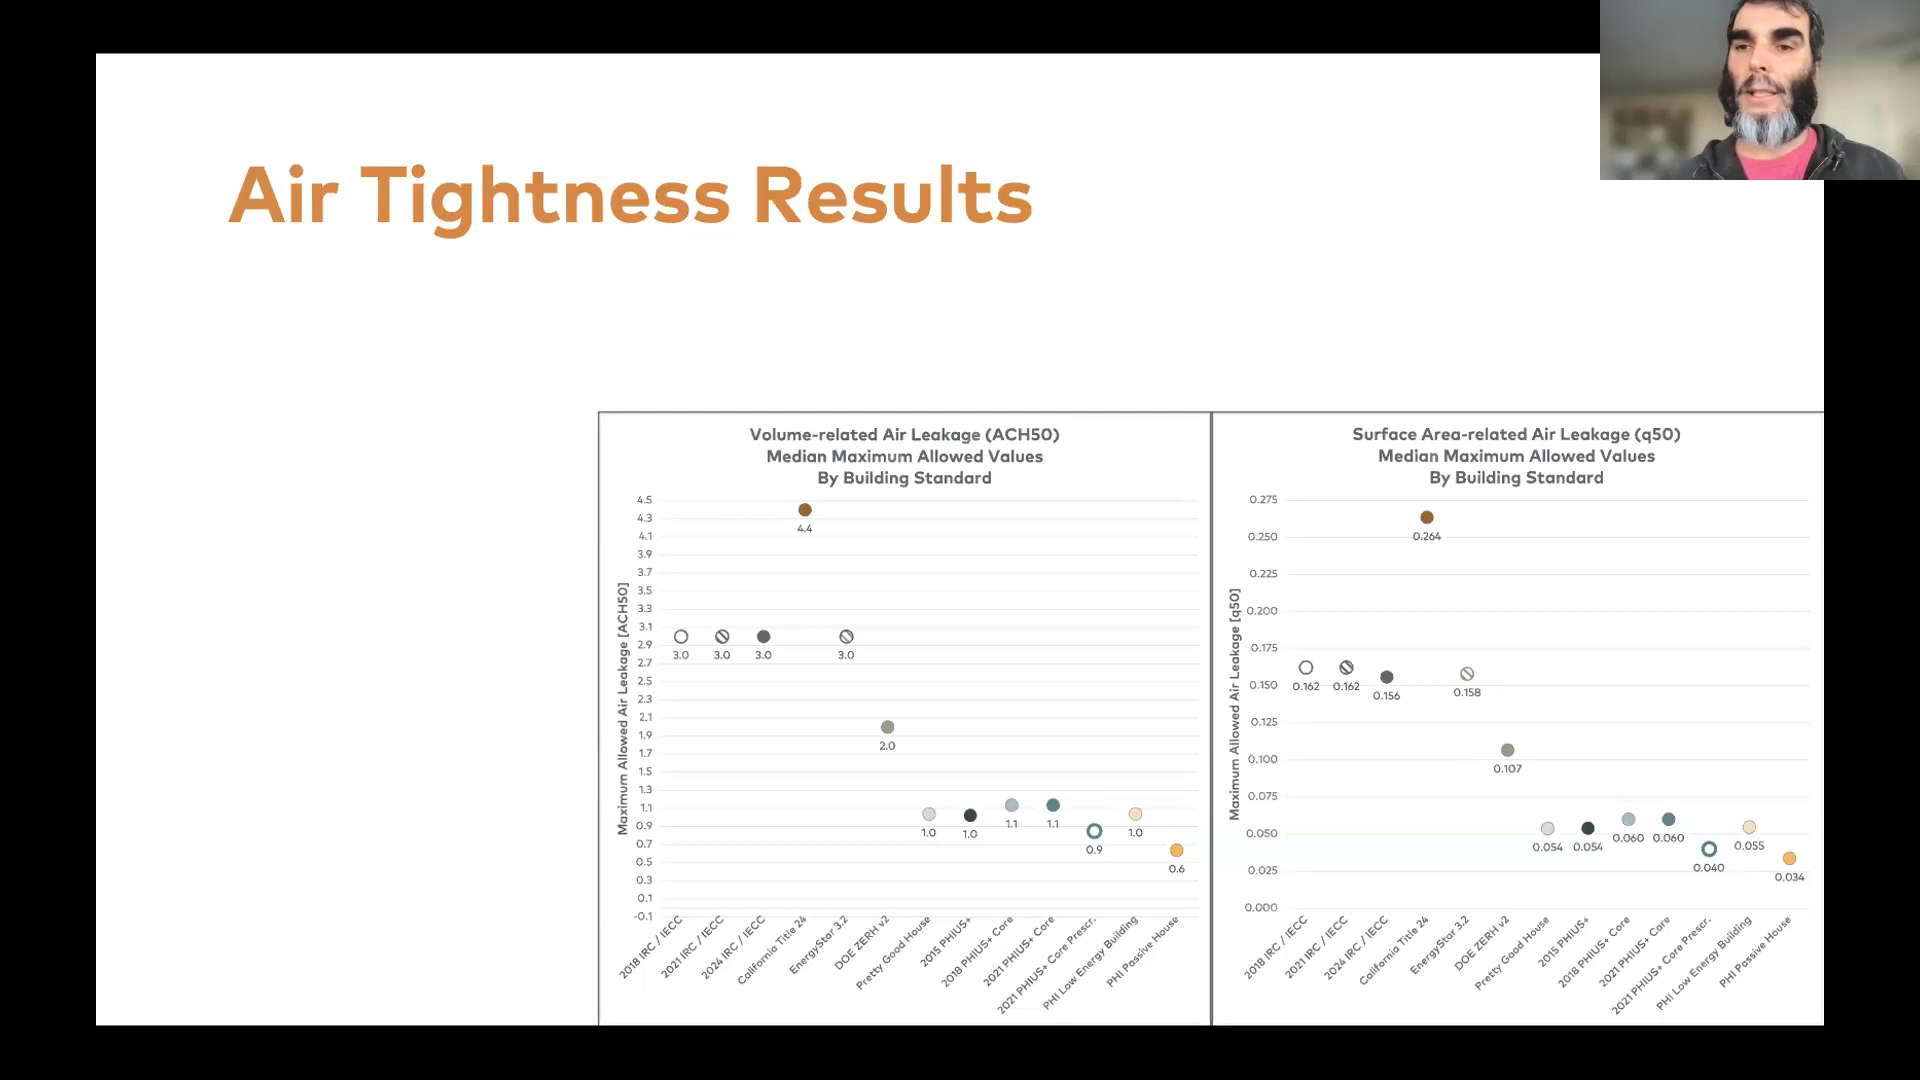 Air Tightness Results
Volume-related Air Leakage (ACH50)
Median Maximum Allowed Values
By Building Standard
Maximum Allowed Air Leakage [ACH50]
4.5
4.3
4.1
3.9
3.7
3.5
3.3
3.1
2.9
2.7
2.5
2.3
2.1
1.9
1.7
1.5
1.3
1.1
0.9
0.7
0.5
0.3
0.1
-0.1
3.0
3.0
3.0
4.4
3.0
2.0
1.0
1.0
1.1
1.1
0.9
1.0
0.6
2018 IRC / IECC
2021 IRC / IECC
2024 IRC / IECC
California Title 24
EnergyStar 3.2
DOE ZERH v2
Pretty Good House
2015 PHIUS+
2018 PHIUS+ Core
2021 PHIUS+ Core
2021 PHIUS+ Core Prescr.
PHI Low Energy Building
PHI Passive House
Surface Area-related Air Leakage (q50)
Median Maximum Allowed Values
By Building Standard
Maximum Allowed Air Leakage [q50]
0.275
0.250
0.225
0.200
0.175
0.150
0.125
0.100
0.075
0.050
0.025
0.000
0.162
0.162
0.156
0.264
0.158
0.107
0.054
0.054
0.060
0.060
0.040
0.055
0.034
2018 IRC / IECC
2021 IRC / IECC
2024 IRC / IECC
California Title 24
EnergyStar 3.2
DOE ZERH v2
Pretty Good House
2015 PHIUS+
2018 PHIUS+ Core
2021 PHIUS+ Core
2021 PHIUS+ Core Prescr.
PHI Low Energy Building
PHI Passive House